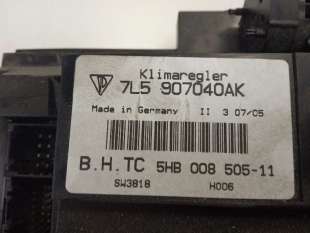 Klimaregler
7L5 907040AK
Made in Germany II 3 07/05
B.H.TC 5HB 008 505-11
SW3818 H006